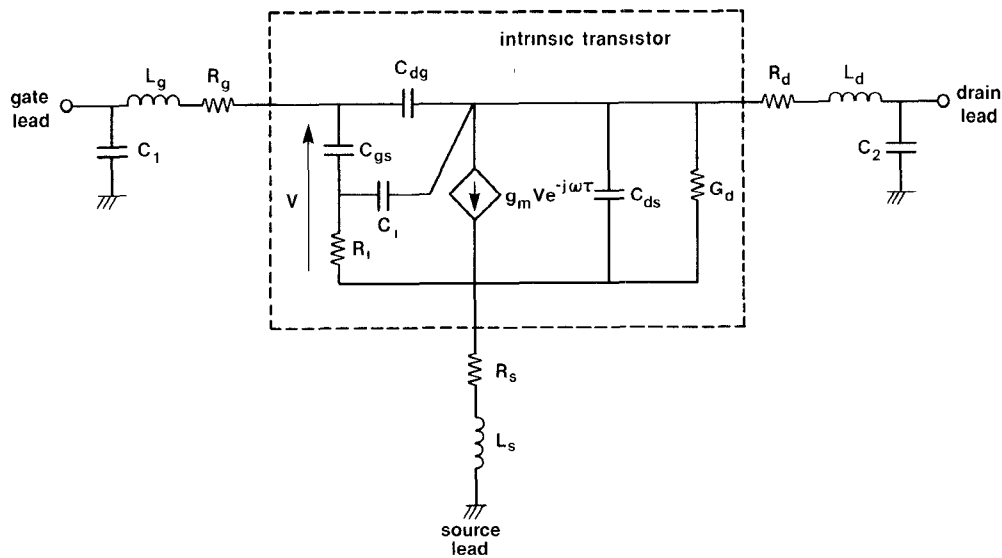 intrinsic transistor
gate
lead
L_g
R_g
C_dg
R_d
L_d
drain
lead
C_1
C_gs
V
C_i
R_i
g_m Ve^-jωτ
C_ds
G_d
C_2
R_s
L_s
source
lead